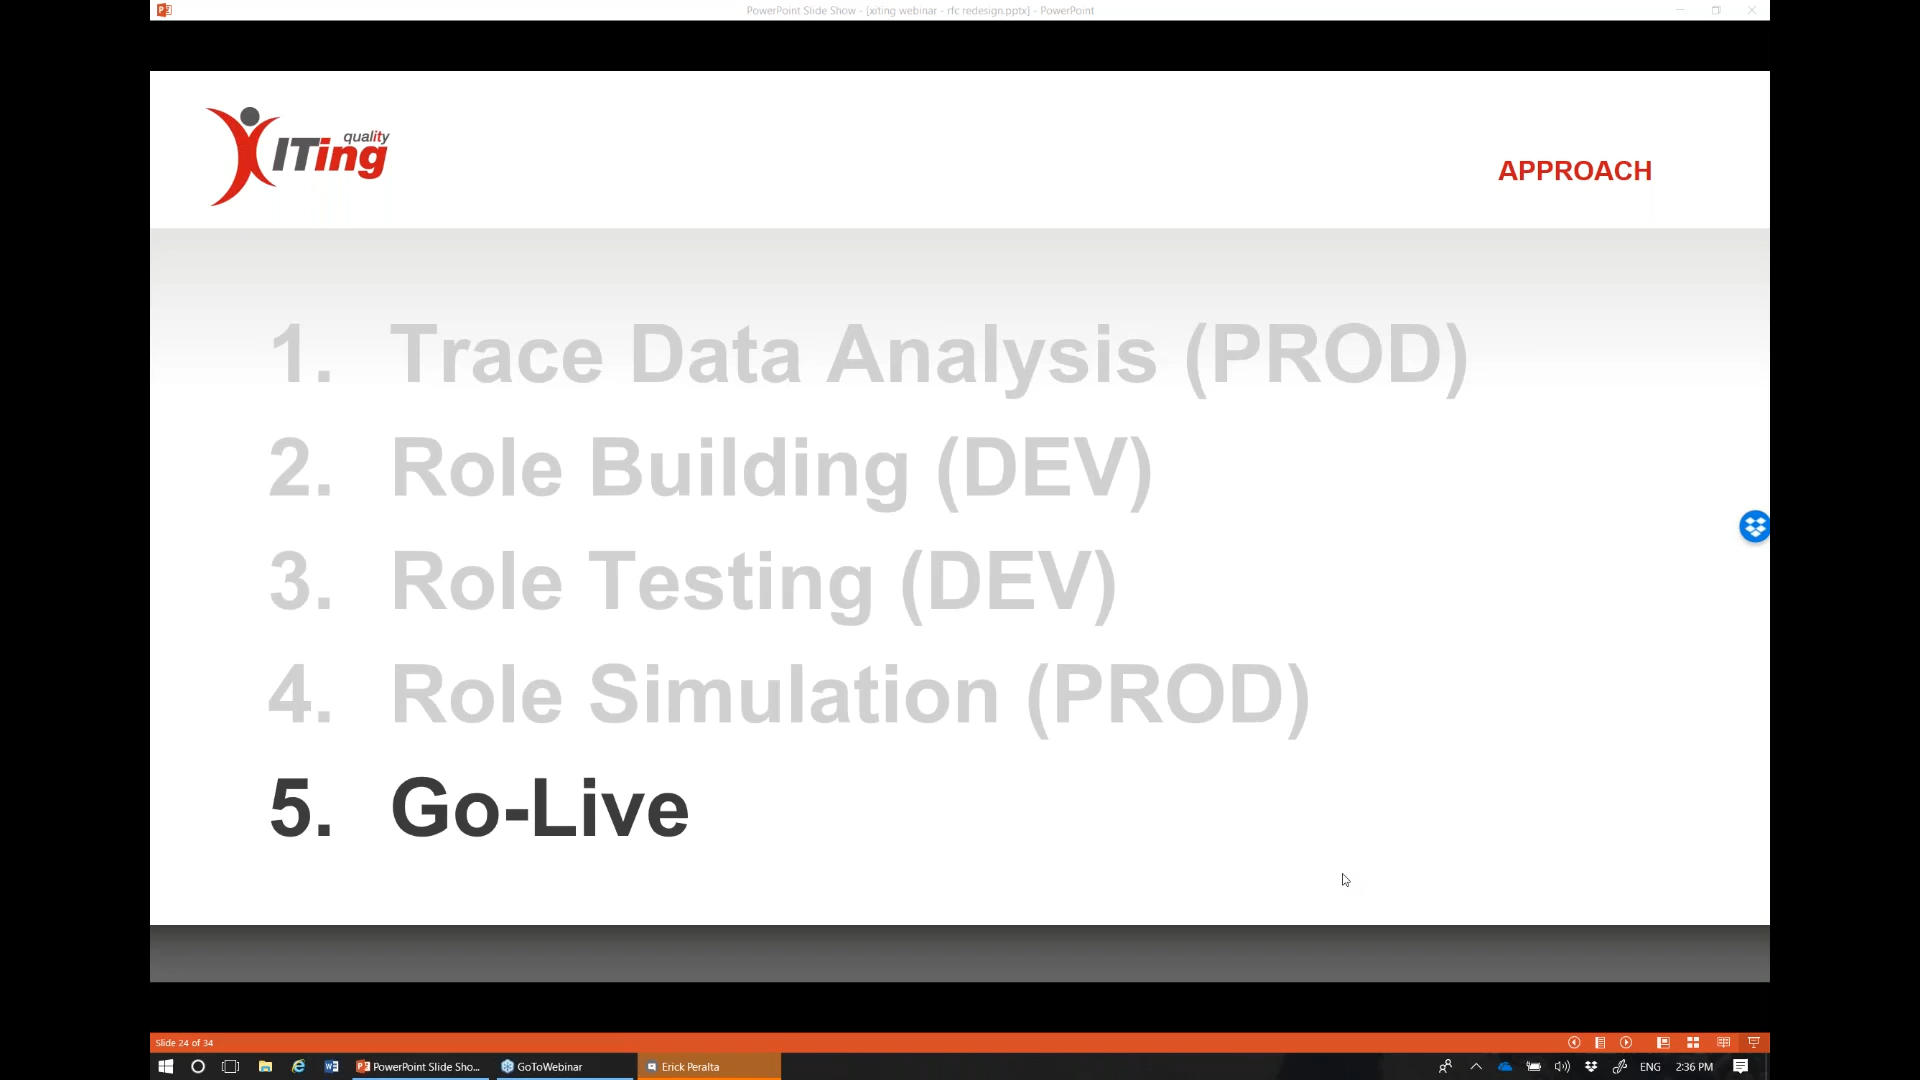 PowerPoint Slide Show - [xiting webinar - rfc redesign.pptx] - PowerPoint
quality
XITing
APPROACH
1. Trace Data Analysis (PROD)
2. Role Building (DEV)
3. Role Testing (DEV)
4. Role Simulation (PROD)
5. Go-Live
Slide 24 of 34
PowerPoint Slide Sho...
GoToWebinar
Erick Peralta
ENG
2:36 PM